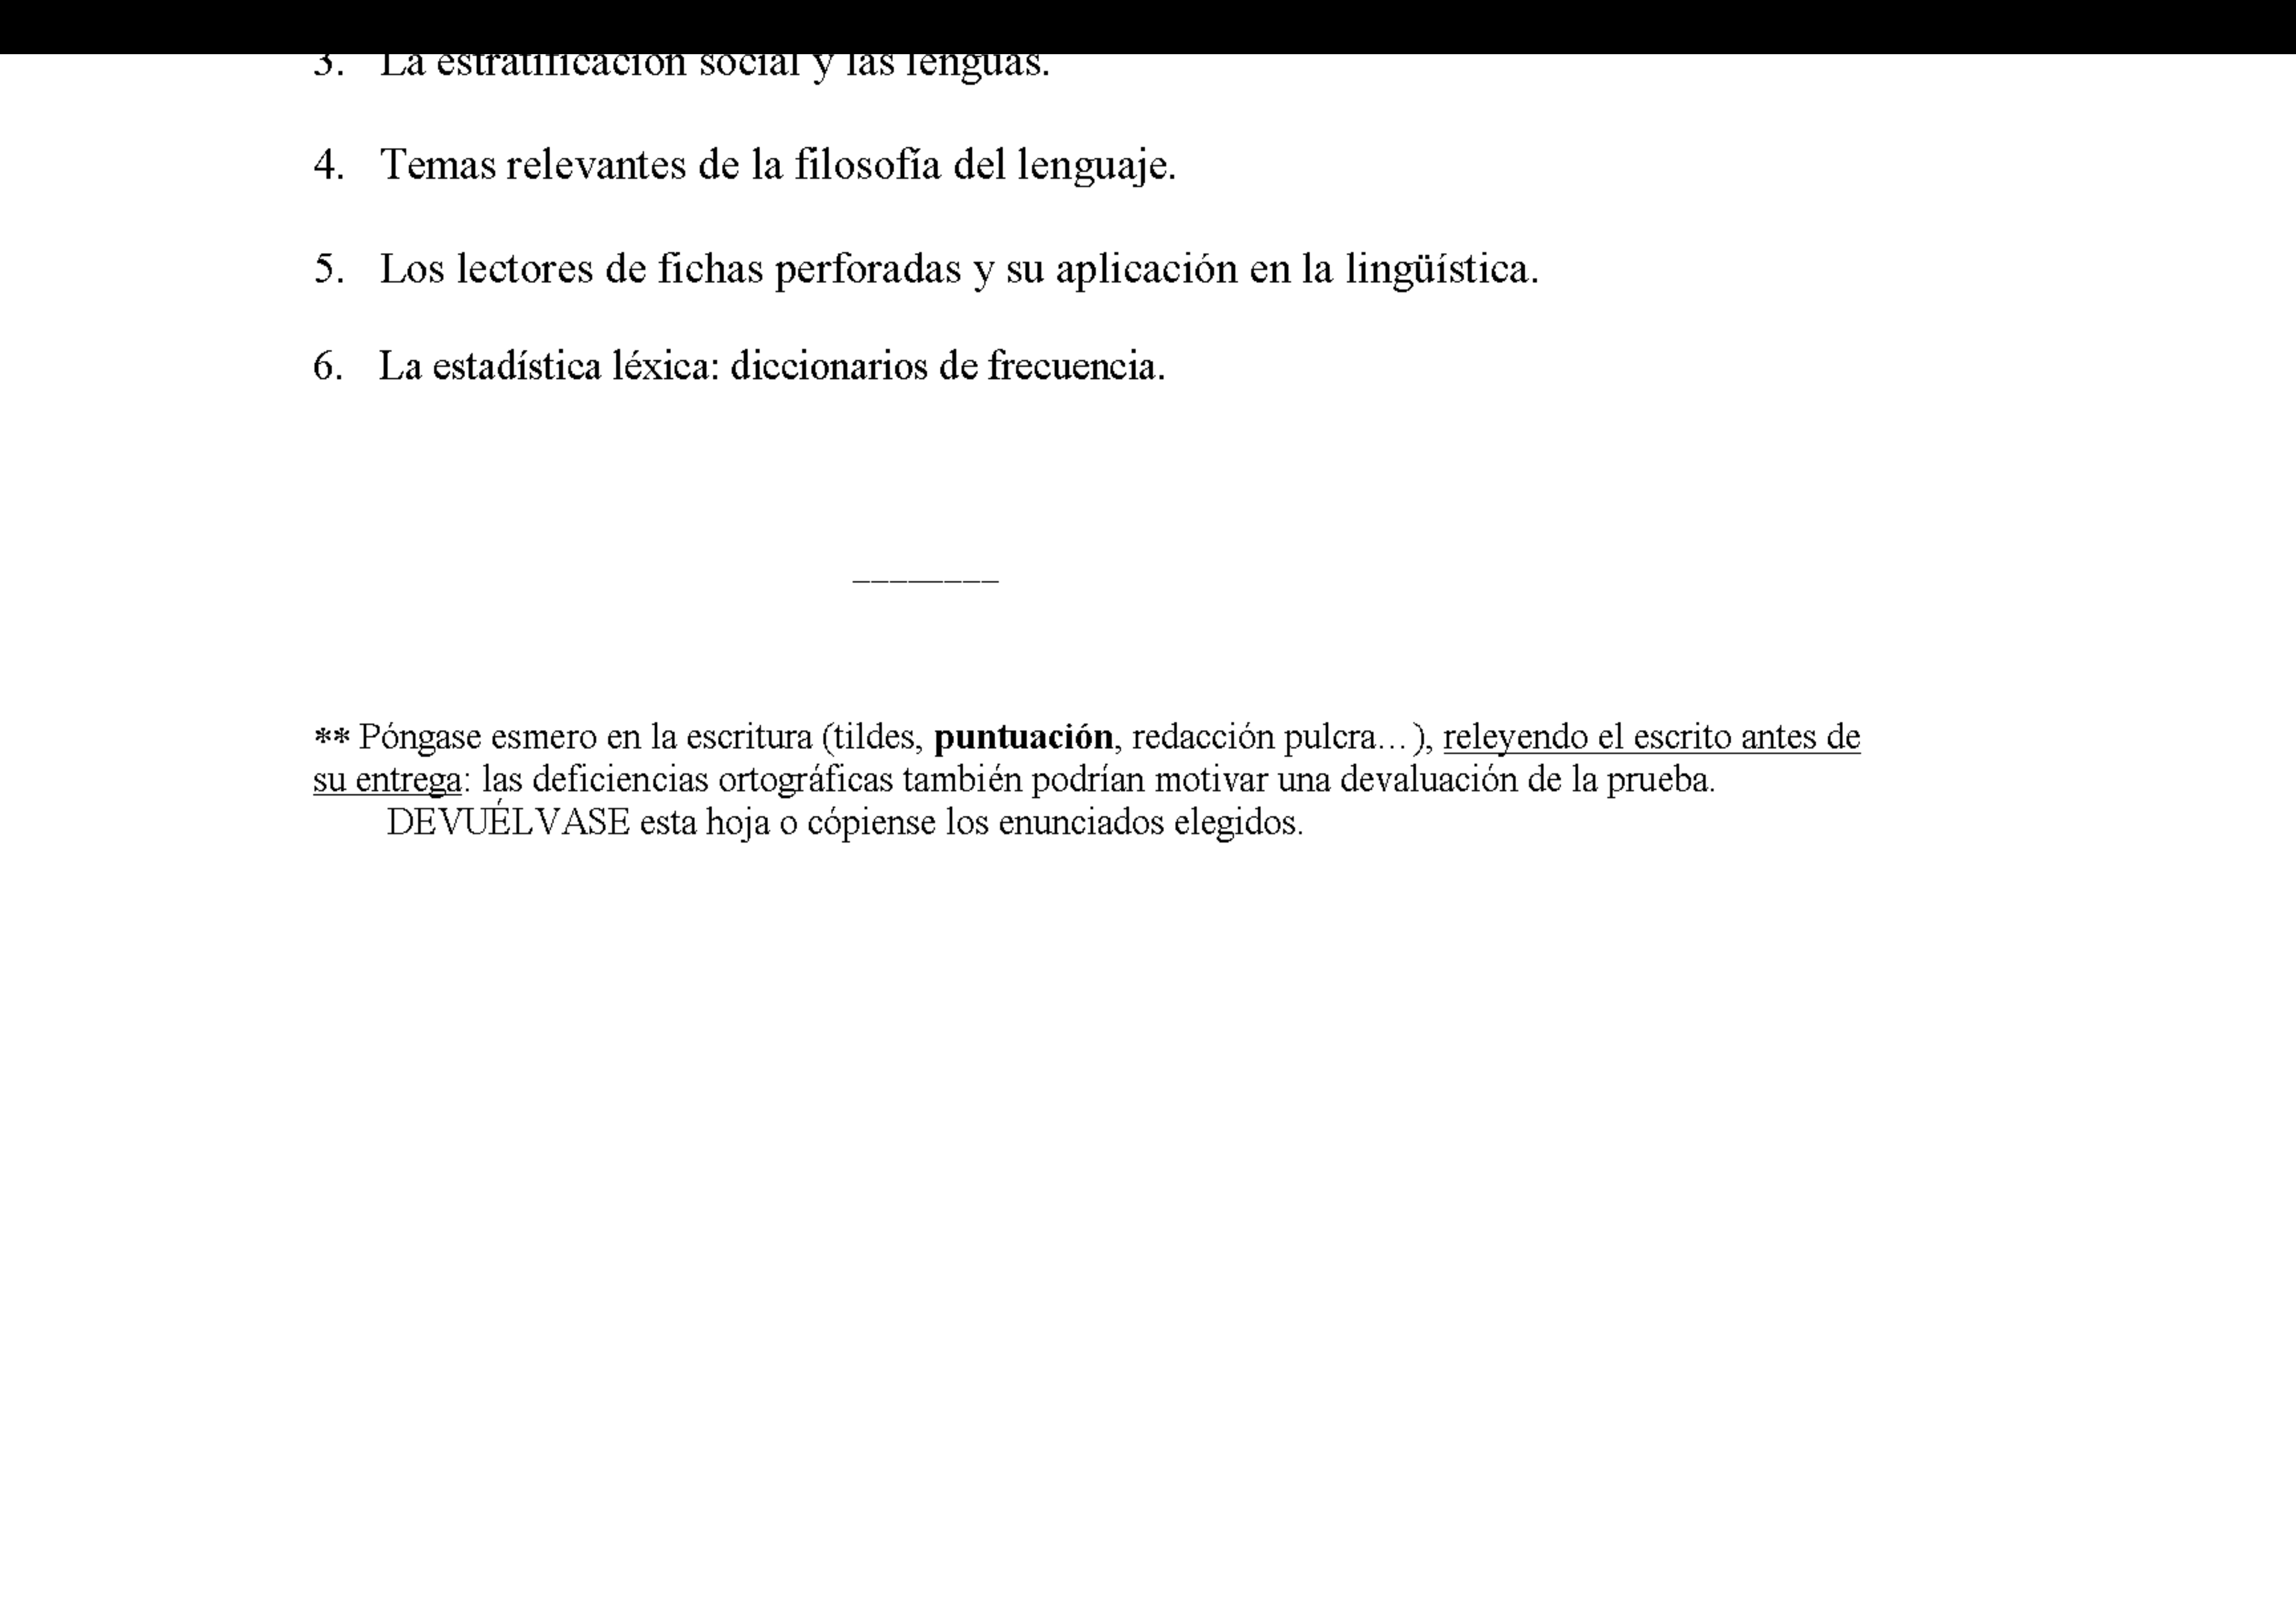 3. La estratificación social y las lenguas.
4. Temas relevantes de la filosofía del lenguaje.
5. Los lectores de fichas perforadas y su aplicación en la lingüística.
6. La estadística léxica: diccionarios de frecuencia.
________
** Póngase esmero en la escritura (tildes, puntuación, redacción pulcra…), releyendo el escrito antes de
su entrega: las deficiencias ortográficas también podrían motivar una devaluación de la prueba.
DEVUÉLVASE esta hoja o cópiense los enunciados elegidos.